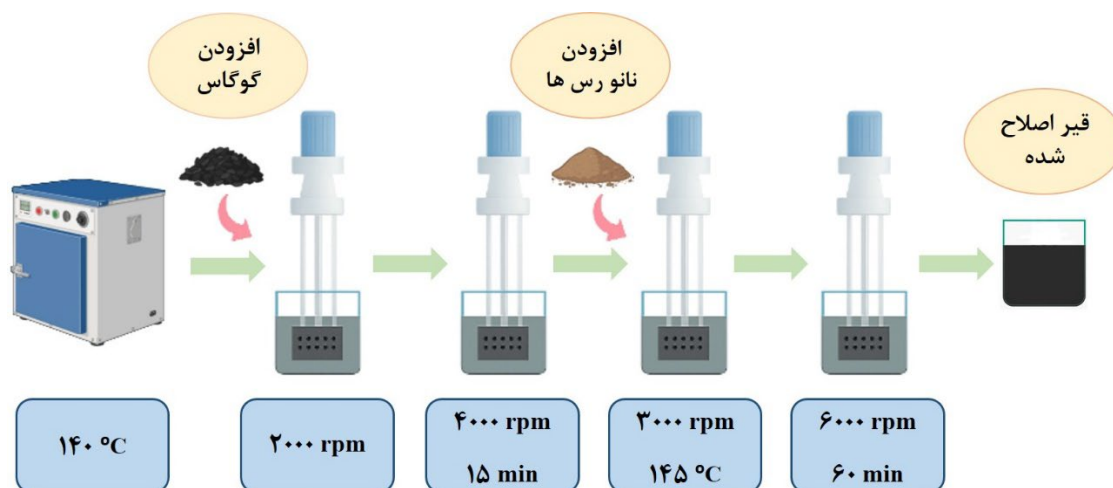 افزودن
گوگاس
افزودن
نانو رس ها
قیر اصلاح
شده
۱۴۰ °C
۲۰۰۰ rpm
۴۰۰۰ rpm
۱۵ min
۳۰۰۰ rpm
۱۴۵ °C
۶۰۰۰ rpm
۶۰ min